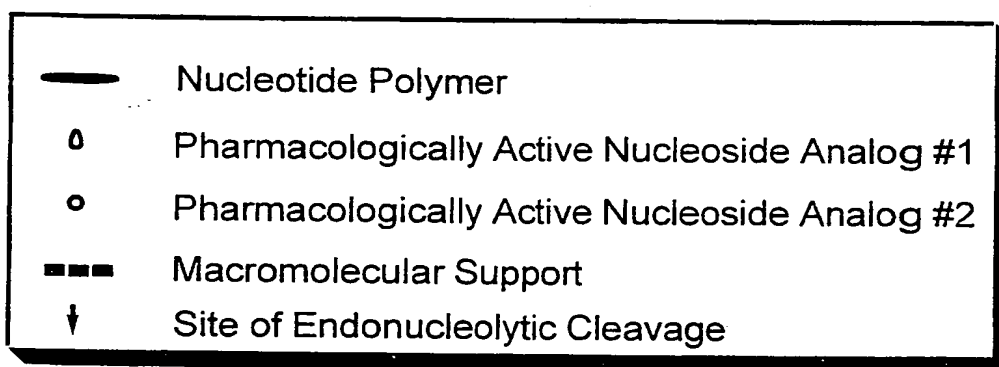 Nucleotide Polymer
Pharmacologically Active Nucleoside Analog #1
Pharmacologically Active Nucleoside Analog #2
Macromolecular Support
Site of Endonucleolytic Cleavage